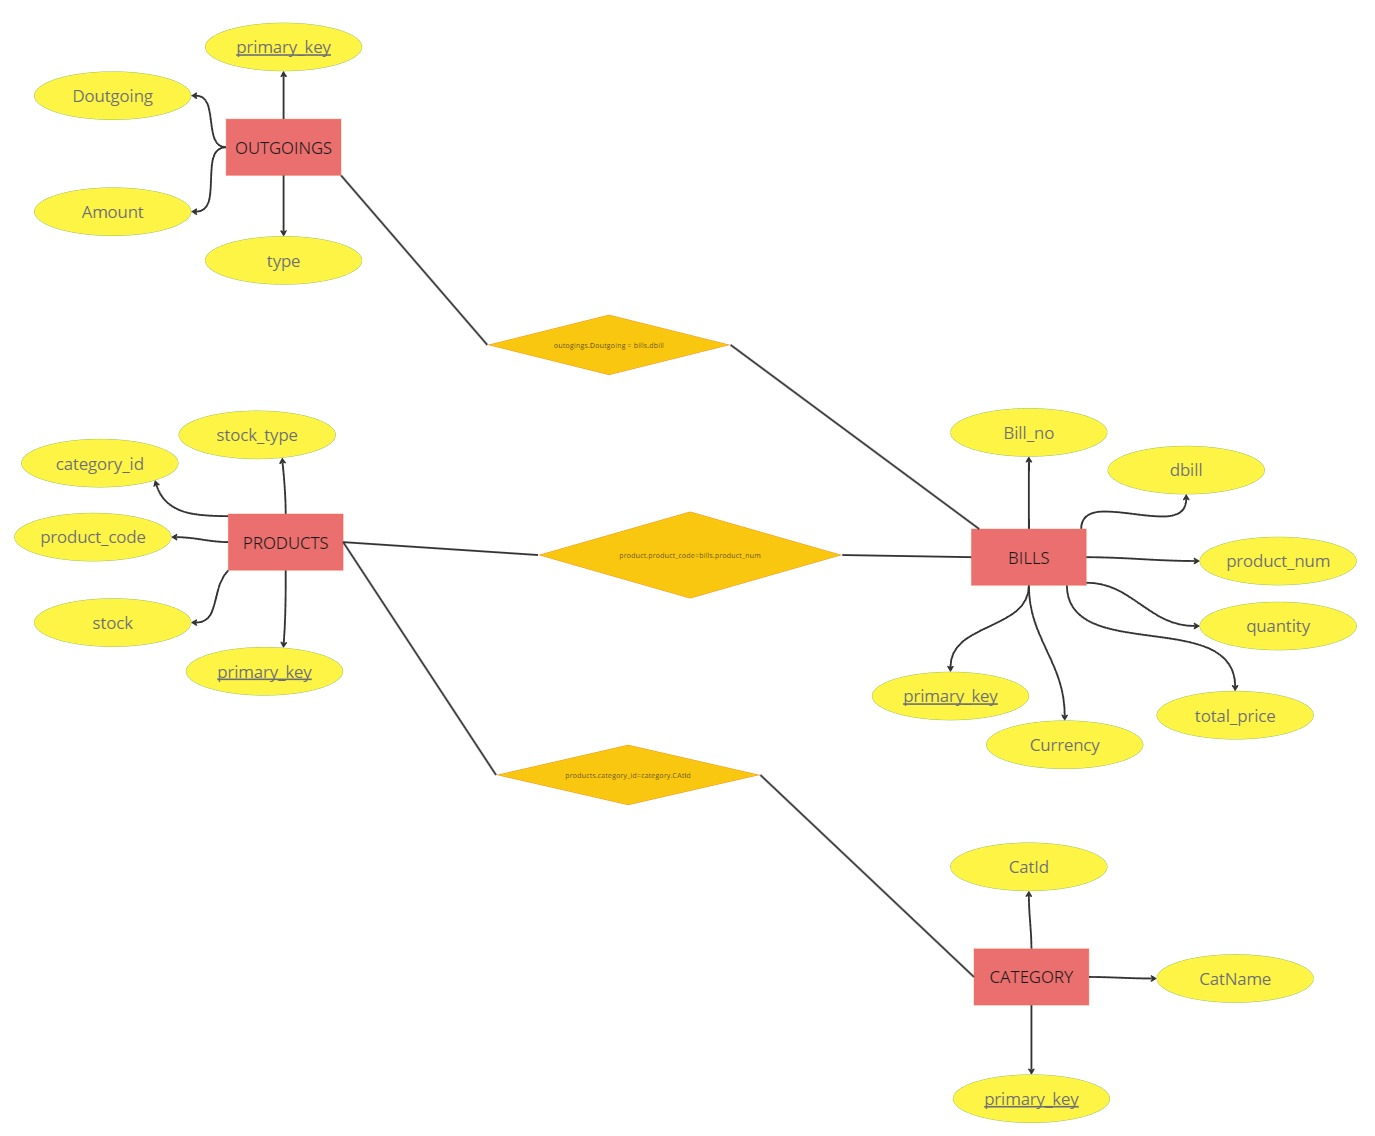 primary_key
Doutgoing
OUTGOINGS
Amount
type
outogings.Doutgoing = bills.dbill
stock_type
category_id
product_code
PRODUCTS
stock
primary_key
product.product_code=bills.product_num
Bill_no
dbill
BILLS
product_num
quantity
primary_key
total_price
Currency
products.category_id=category.CAtId
CatId
CATEGORY
CatName
primary_key